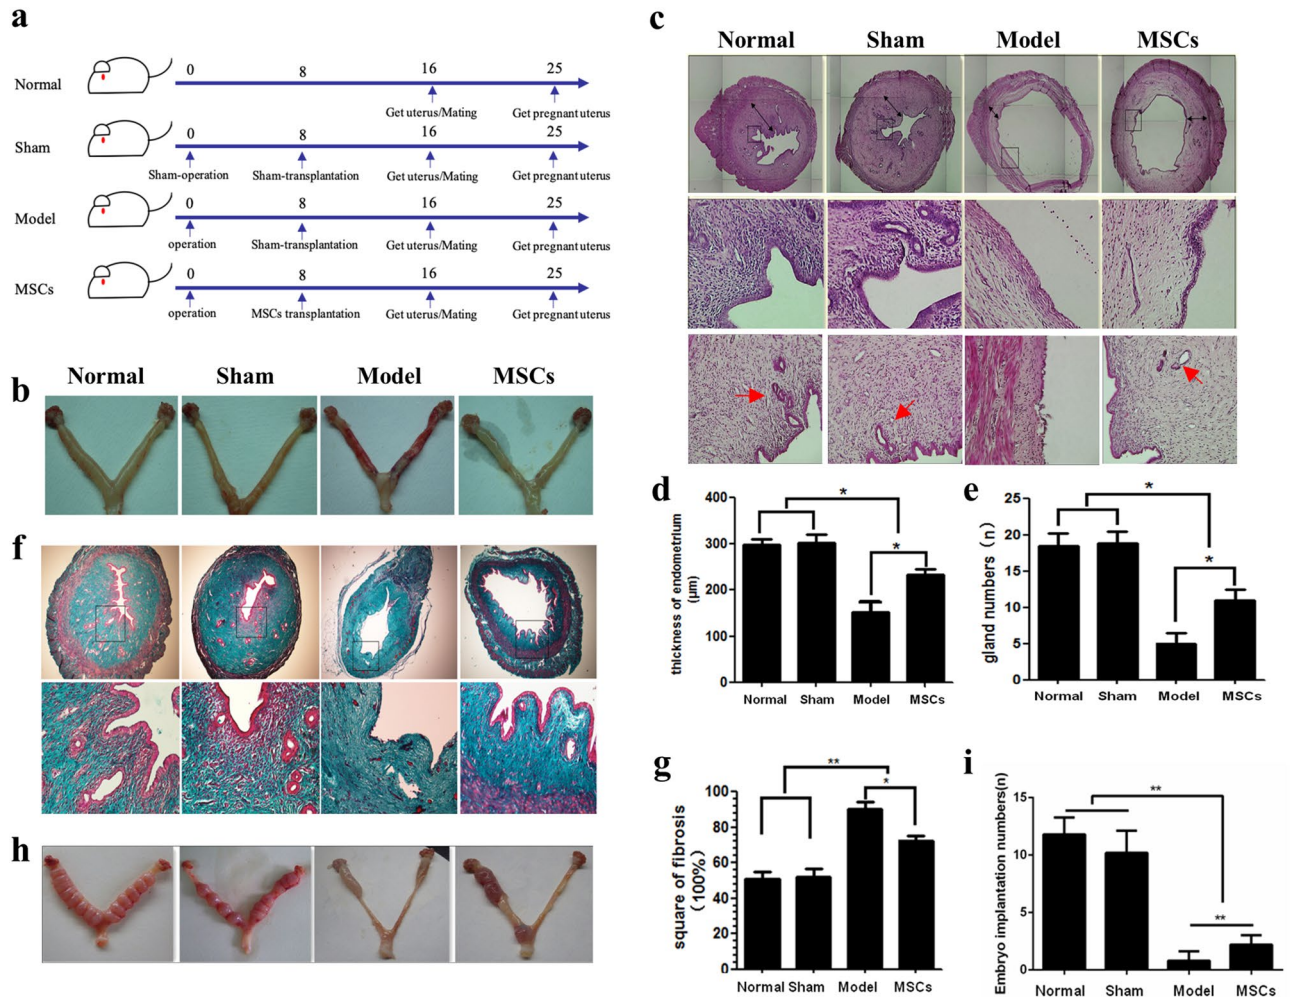 a
Normal
0
8
16
25
Get uterus/Mating
Get pregnant uterus
Sham
0
8
16
25
Sham-operation
Sham-transplantation
Get uterus/Mating
Get pregnant uterus
Model
0
8
16
25
operation
Sham-transplantation
Get uterus/Mating
Get pregnant uterus
MSCs
0
8
16
25
operation
MSCs transplantation
Get uterus/Mating
Get pregnant uterus
b
Normal Sham Model MSCs
c
Normal Sham Model MSCs
d
thickness of endometrium
(μm)
400
300
200
100
0
*
*
Normal Sham Model MSCs
e
gland numbers（n）
25
20
15
10
5
0
*
*
Normal Sham Model MSCs
f
g
square of fibrosis
（100%）
100
80
60
40
20
0
**
*
Normal Sham Model MSCs
h
i
Embryo implantation numbers(n)
15
10
5
0
**
**
Normal Sham Model MSCs